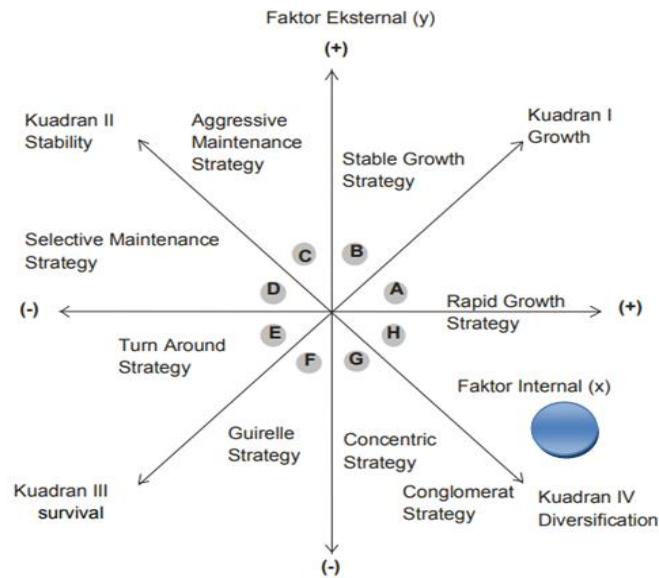 Faktor Eksternal (y)
(+)
Kuadran II
Stability
Aggressive
Maintenance
Strategy
Stable Growth
Strategy
Kuadran I
Growth
Selective Maintenance
Strategy
C
B
D
A
(-)
Rapid Growth
Strategy
(+)
Turn Around
Strategy
E
H
F
G
Faktor Internal (x)
Guirelle
Strategy
Concentric
Strategy
Kuadran III
survival
Conglomerat
Strategy
Kuadran IV
Diversification
(-)